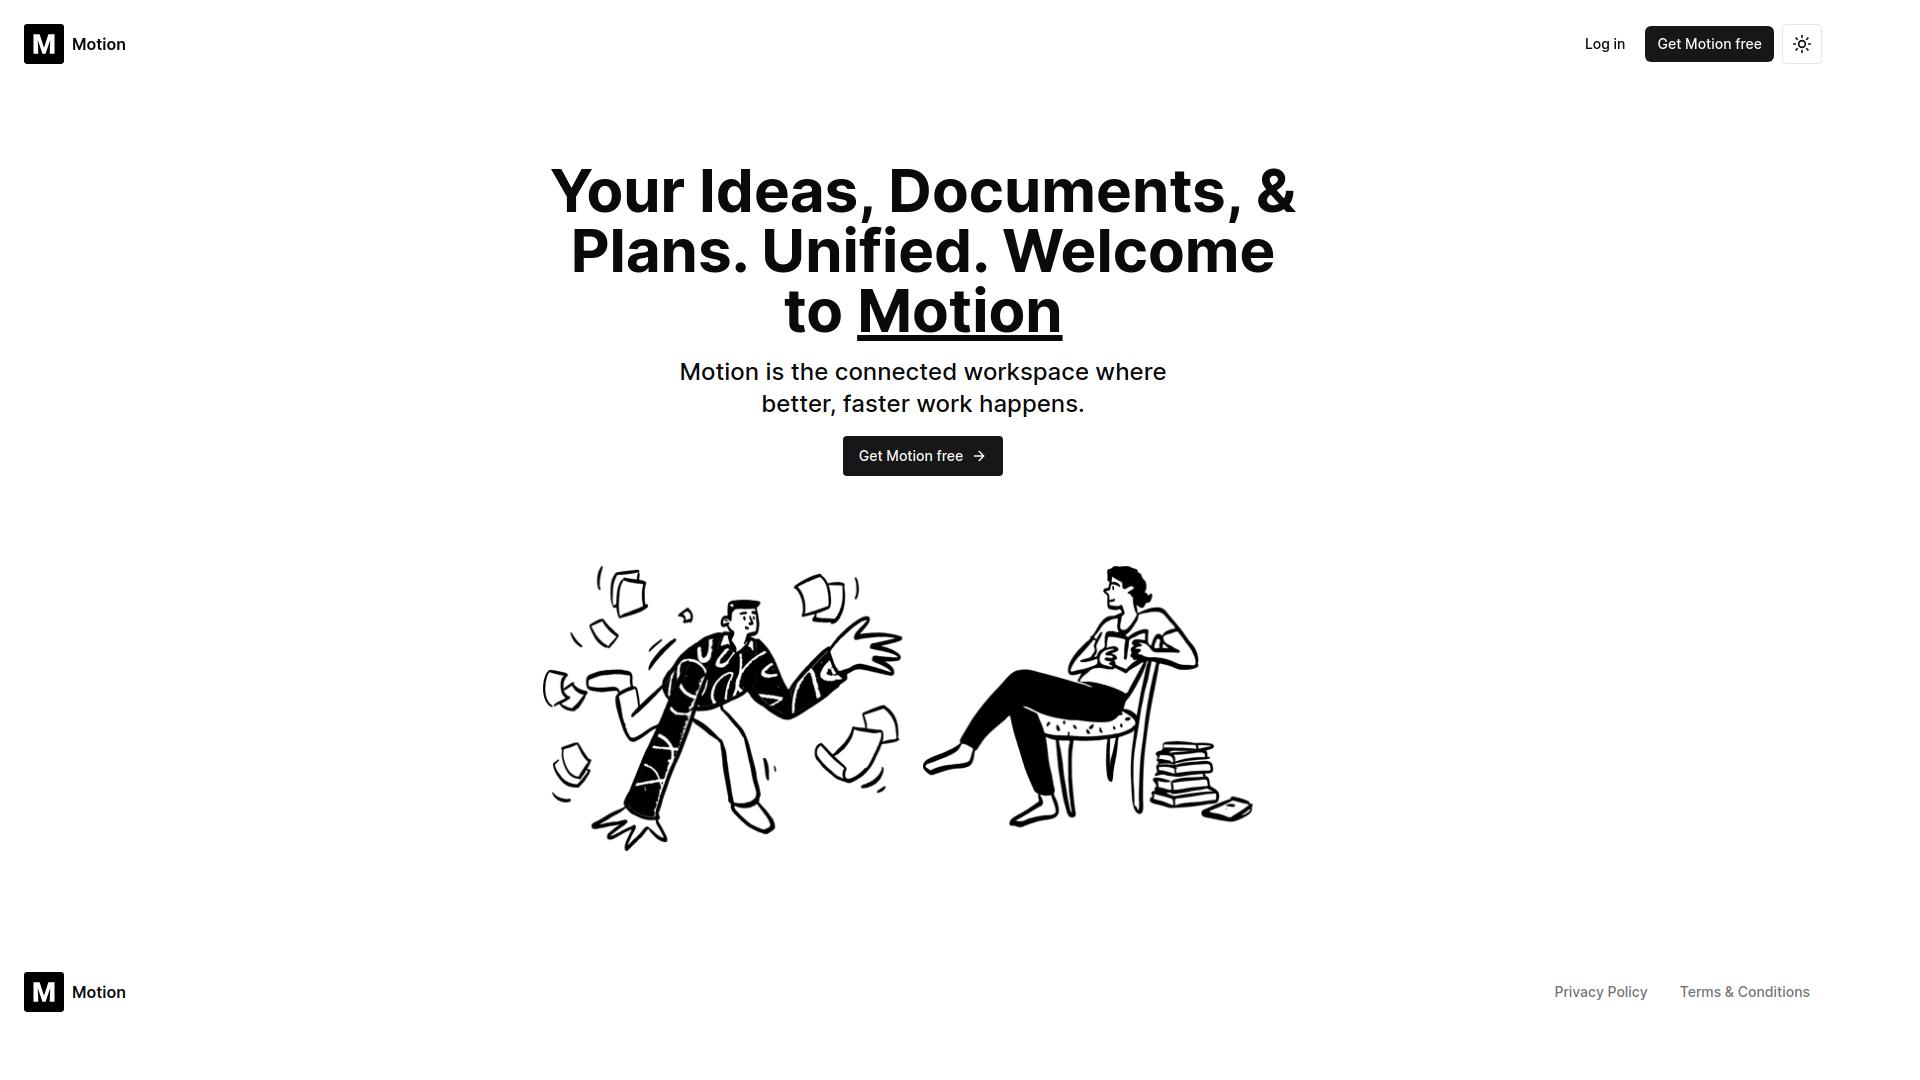 M Motion
Log in
Get Motion free
Your Ideas, Documents, &
Plans. Unified. Welcome
to Motion
Motion is the connected workspace where
better, faster work happens.
Get Motion free
M Motion
Privacy Policy
Terms & Conditions